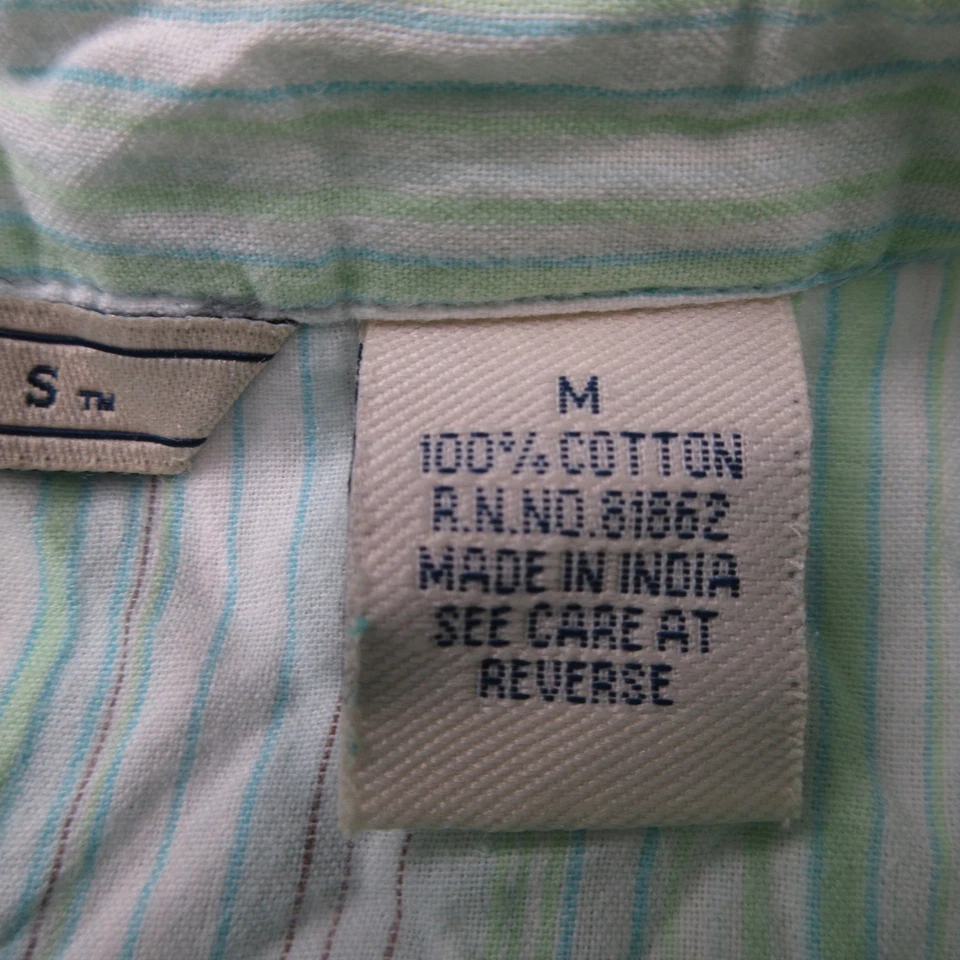 S TM
M
100% COTTON
R.N.NO.81862
MADE IN INDIA
SEE CARE AT
REVERSE